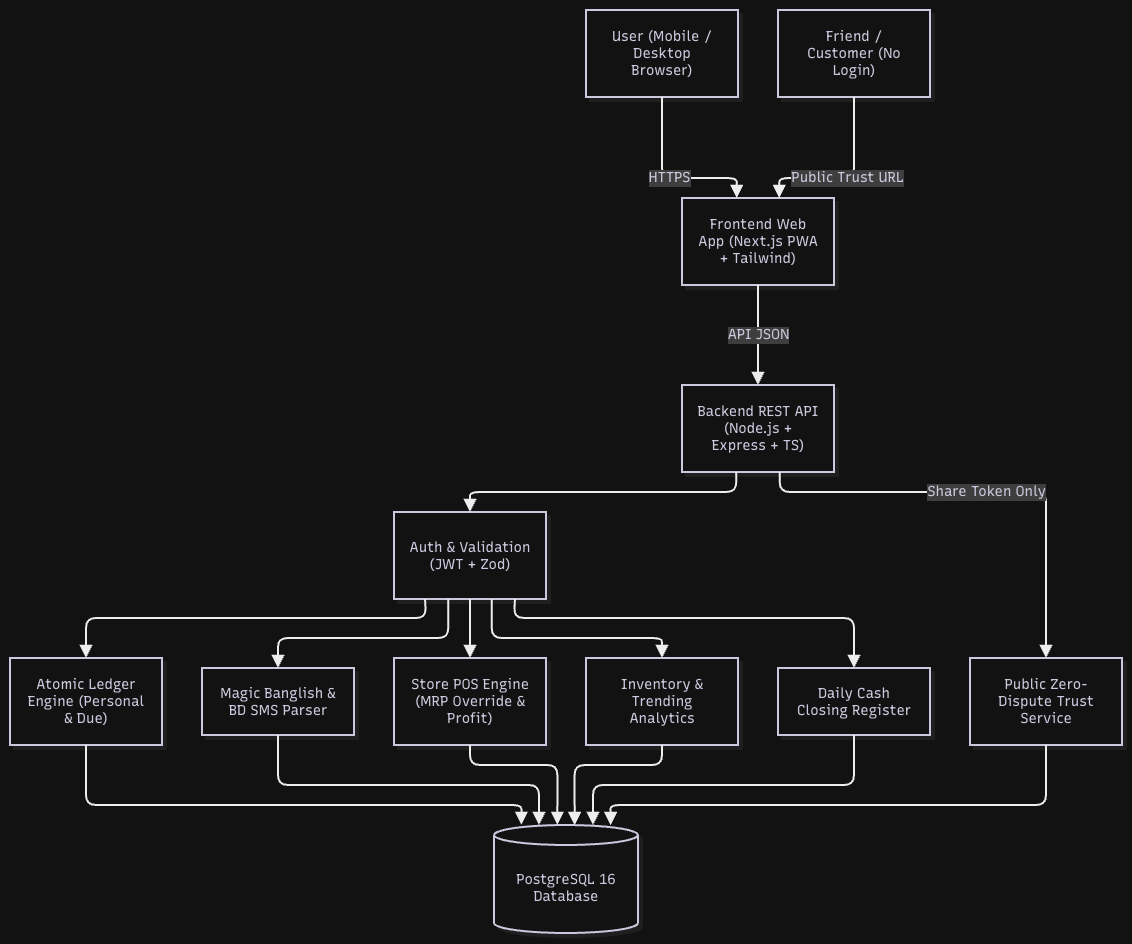 User (Mobile /
Desktop
Browser)
Friend /
Customer (No
Login)
HTTPS
Public Trust URL
Frontend Web
App (Next.js PWA
+ Tailwind)
API JSON
Backend REST API
(Node.js +
Express + TS)
Share Token Only
Auth & Validation
(JWT + Zod)
Atomic Ledger
Engine (Personal
& Due)
Magic Banglish &
BD SMS Parser
Store POS Engine
(MRP Override &
Profit)
Inventory &
Trending
Analytics
Daily Cash
Closing Register
Public Zero-
Dispute Trust
Service
PostgreSQL 16
Database